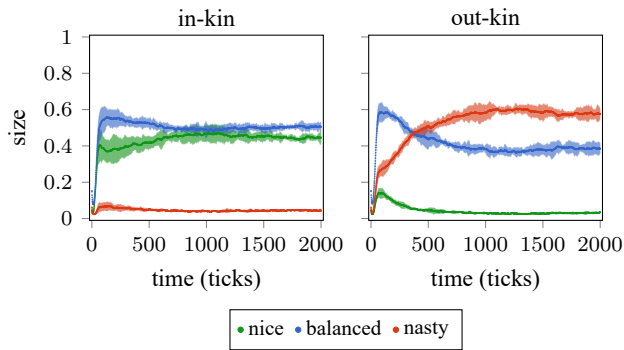 in-kin
out-kin
size
1
0.8
0.6
0.4
0.2
0
0 500 1000 1500 2000
0 500 1000 1500 2000
time (ticks)
time (ticks)
nice balanced nasty